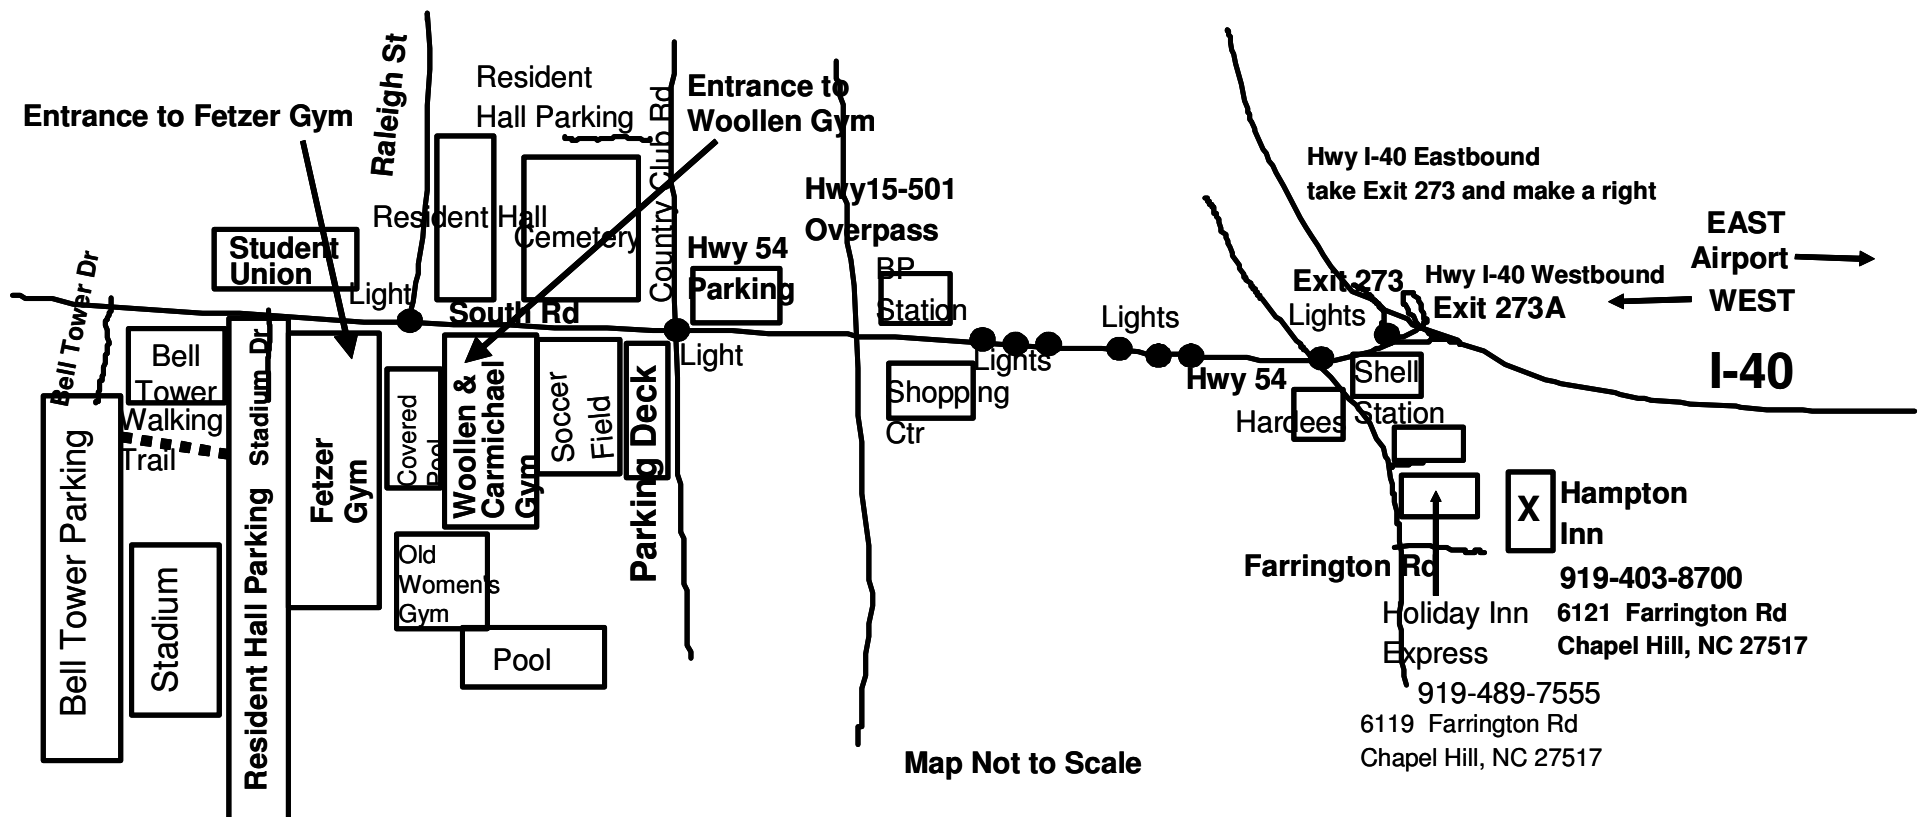 Raleigh St
Resident
Hall Parking
Entrance to Fetzer Gym
Country Club Rd
Entrance to
Woollen Gym
Hwy15-501
Overpass
Hwy I-40 Eastbound
take Exit 273 and make a right
EAST
Airport
WEST
Hwy I-40 Westbound
Exit 273A
Exit 273
Lights
Student
Union
Resident Hall
Cemetery
Hwy 54
Parking
BP
Station
Bell Tower Dr
Light
South Rd
Light
Lights
Lights
Hwy 54
I-40
Bell
Tower
Walking
Trail
Stadium Dr
Fetzer
Gym
Covered
Pool
Woollen &
Carmichael
Gym
Soccer
Field
Parking Deck
Shopping
Ctr
Hardees
Shell
Station
X
Hampton
Inn
919-403-8700
6121 Farrington Rd
Chapel Hill, NC 27517
Farrington Rd
Holiday Inn
Express
919-489-7555
6119 Farrington Rd
Chapel Hill, NC 27517
Bell Tower Parking
Stadium
Resident Hall Parking
Old
Women's
Gym
Pool
Map Not to Scale